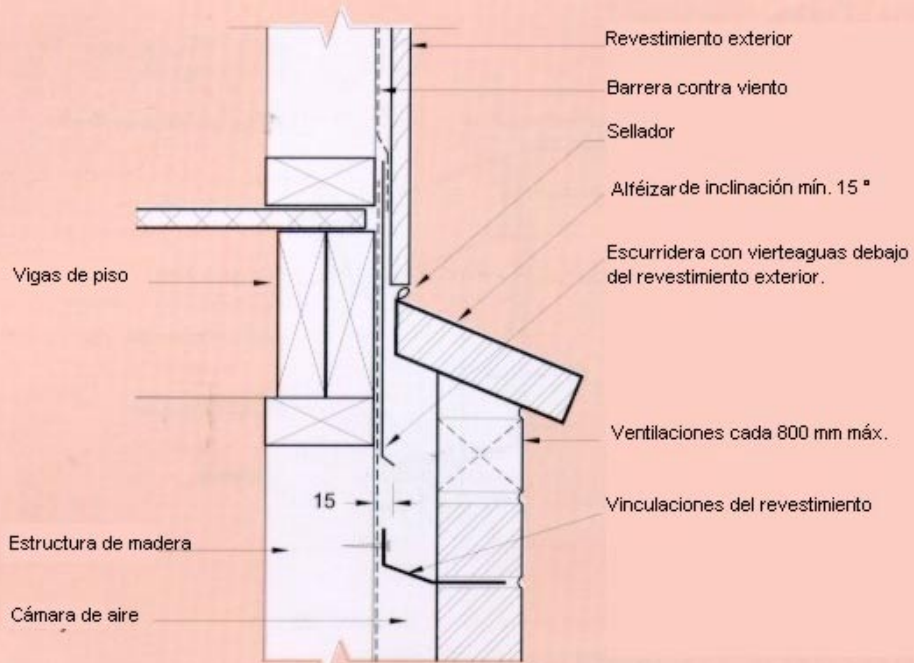 Revestimiento exterior
Barrera contra viento
Sellador
Alféizar de inclinación mín. 15 °
Escurridera con vierteaguas debajo
del revestimiento exterior.
Vigas de piso
Ventilaciones cada 800 mm máx.
15
Vinculaciones del revestimiento
Estructura de madera
Cámara de aire